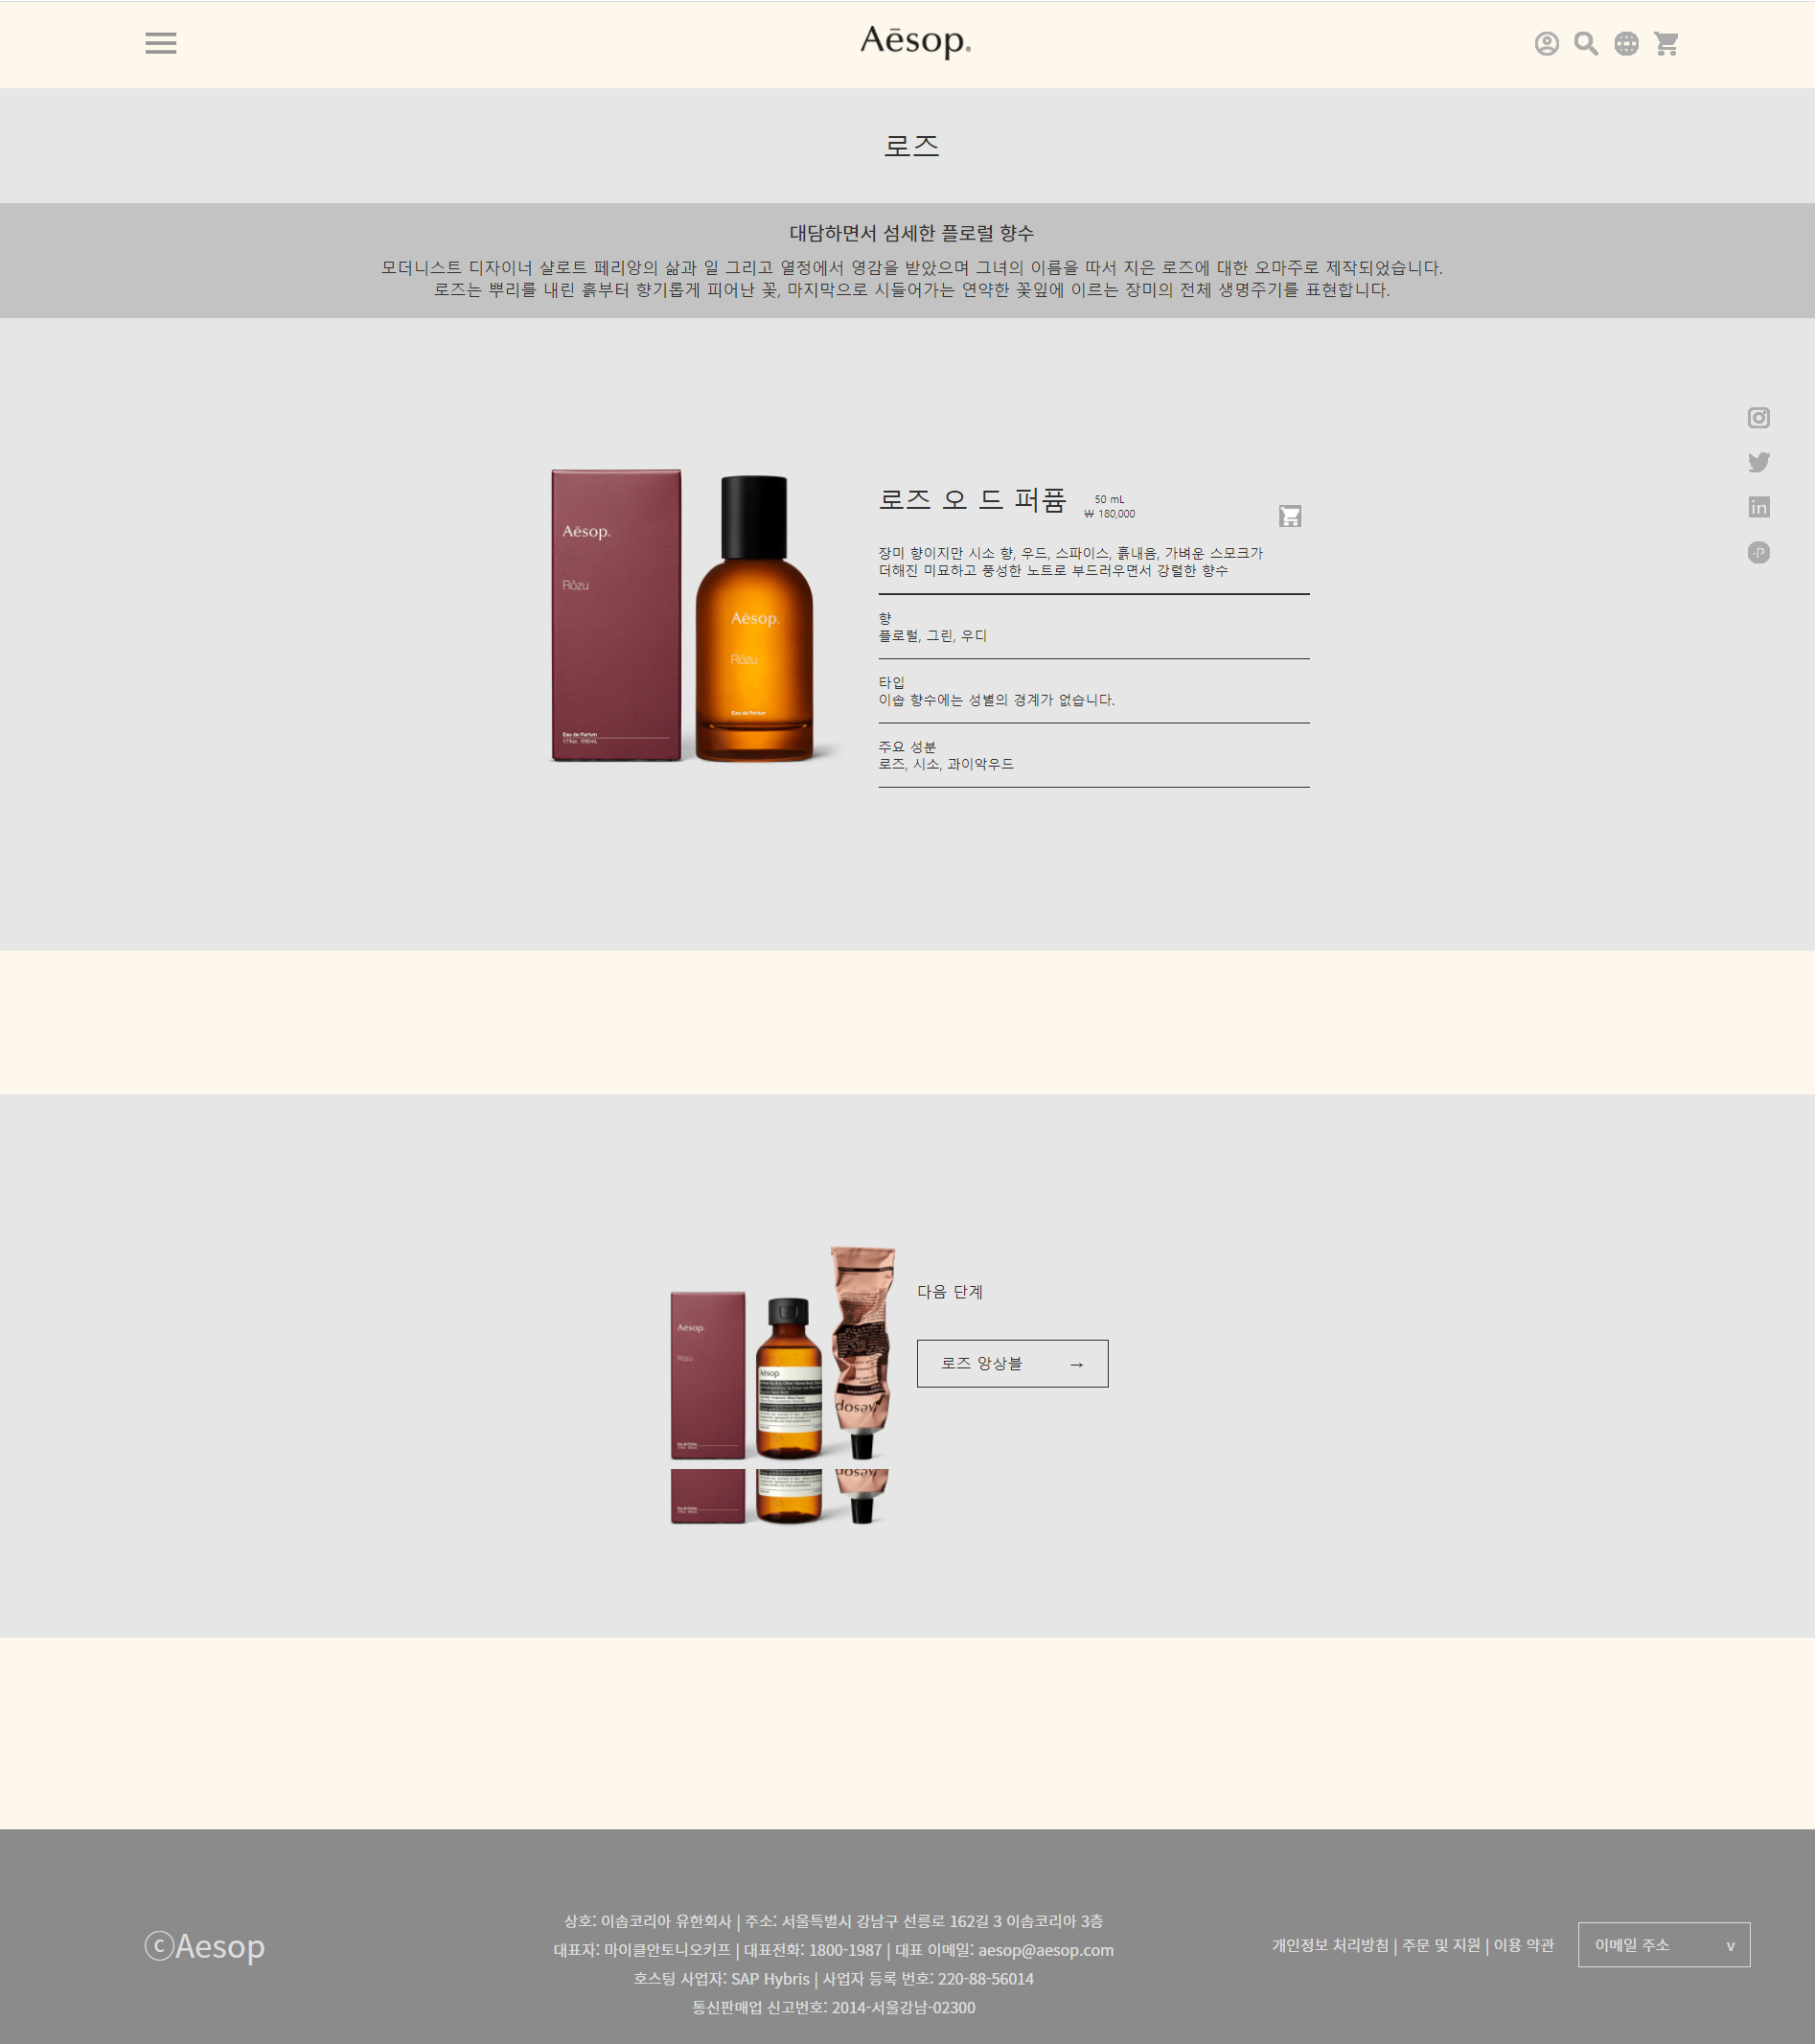 Aēsop.
로즈
대담하면서 섬세한 플로럴 향수
모더니스트 디자이너 샬로트 페리앙의 삶과 일 그리고 열정에서 영감을 받았으며 그녀의 이름을 따서 지은 로즈에 대한 오마주로 제작되었습니다.
로즈는 뿌리를 내린 흙부터 향기롭게 피어난 꽃, 마지막으로 시들어가는 연약한 꽃잎에 이르는 장미의 전체 생명주기를 표현합니다.
Aēsop.
Rōzu
Eau de Parfum
Aēsop.
Rōzu
Eau de Parfum
로즈 오 드 퍼퓸
50 mL
₩ 180,000
장미 향이지만 시소 향, 우드, 스파이스, 흙내음, 가벼운 스모크가
더해진 미묘하고 풍성한 노트로 부드러우면서 강렬한 향수
향
플로럴, 그린, 우디
타입
이솝 향수에는 성별의 경계가 없습니다.
주요 성분
로즈, 시소, 과이악우드
in
Aēsop.
Rōzu
Aēsop.
Aēsop
다음 단계
로즈 앙상블 →
ⓒAesop
상호: 이솝코리아 유한회사 | 주소: 서울특별시 강남구 선릉로 162길 3 이솝코리아 3층
대표자: 마이클안토니오키프 | 대표전화: 1800-1987 | 대표 이메일: aesop@aesop.com
호스팅 사업자: SAP Hybris | 사업자 등록 번호: 220-88-56014
통신판매업 신고번호: 2014-서울강남-02300
개인정보 처리방침 | 주문 및 지원 | 이용 약관
이메일 주소 v